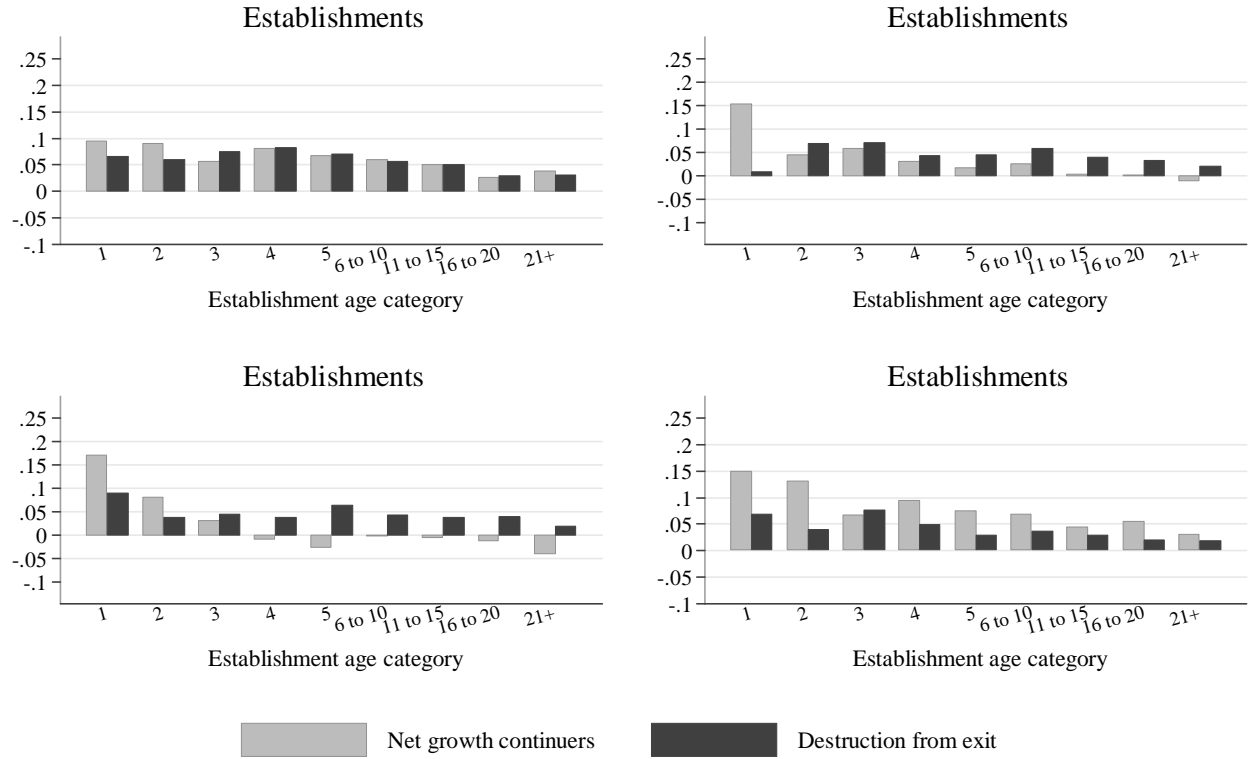 Establishments
.25
.2
.15
.1
.05
0
-.05
-.1
1 2 3 4 5 6 to 10 11 to 15 16 to 20 21+
Establishment age category
Establishments
.25
.2
.15
.1
.05
0
-.05
-.1
1 2 3 4 5 6 to 10 11 to 15 16 to 20 21+
Establishment age category
Establishments
.25
.2
.15
.1
.05
0
-.05
-.1
1 2 3 4 5 6 to 10 11 to 15 16 to 20 21+
Establishment age category
Establishments
.25
.2
.15
.1
.05
0
-.05
-.1
1 2 3 4 5 6 to 10 11 to 15 16 to 20 21+
Establishment age category
Net growth continuers
Destruction from exit